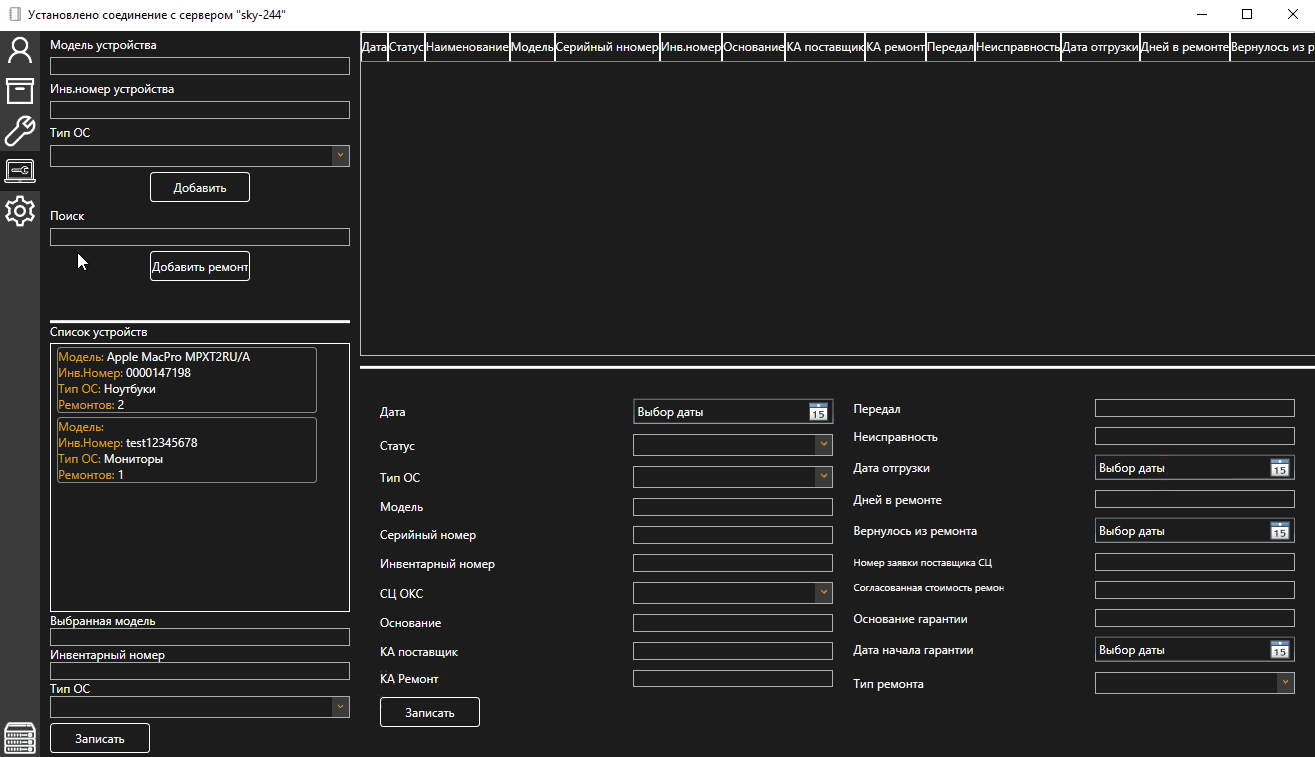 Установлено соединение с сервером "sky-244"
Модель устройства
Инв.номер устройства
Тип ОС
Добавить
Поиск
Добавить ремонт
Список устройств
Модель: Apple MacPro MPXT2RU/A
Инв.Номер: 0000147198
Тип ОС: Ноутбуки
Ремонтов: 2
Модель:
Инв.Номер: test12345678
Тип ОС: Мониторы
Ремонтов: 1
Выбранная модель
Инвентарный номер
Тип ОС
Записать
Дата Статус Наименование Модель Серийный нномер Инв.номер Основание КА поставщик КА ремонт Передал Неисправность Дата отгрузки Дней в ремонте Вернулось из р
Дата Выбор даты 15
Статус
Тип ОС
Модель
Серийный номер
Инвентарный номер
СЦ ОКС
Основание
КА поставщик
КА Ремонт
Записать
Передал
Неисправность
Дата отгрузки Выбор даты 15
Дней в ремонте
Вернулось из ремонта Выбор даты 15
Номер заявки поставщика СЦ
Согласованная стоимость ремон
Основание гарантии
Дата начала гарантии Выбор даты 15
Тип ремонта